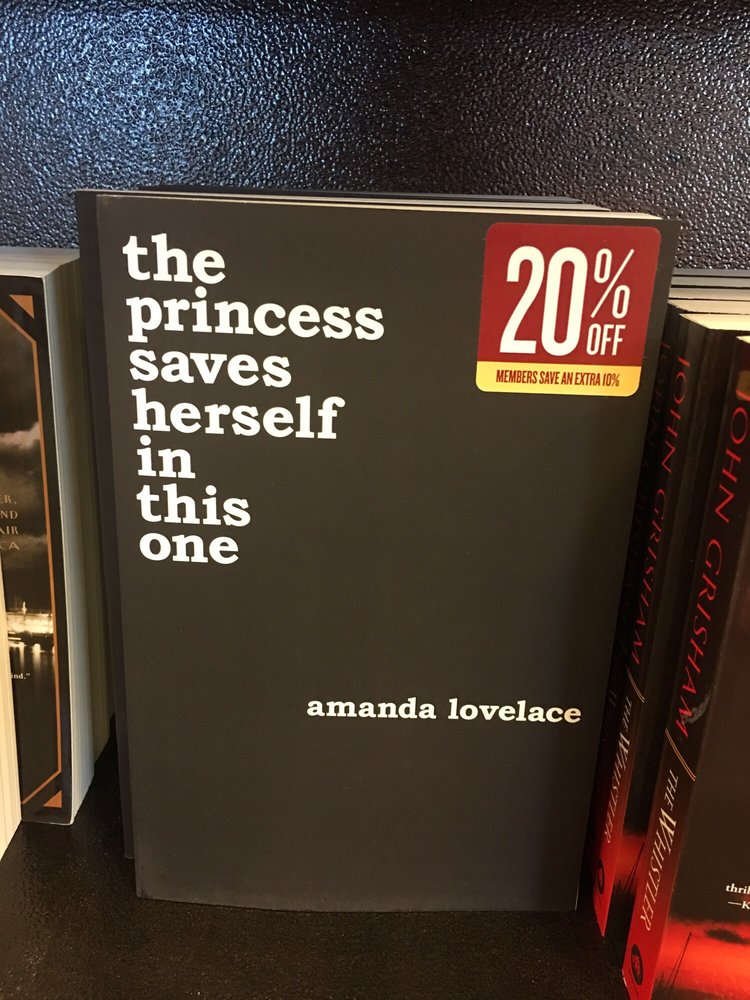 the
princess
saves
herself
in
this
one
20% OFF
MEMBERS SAVE AN EXTRA 10%
amanda lovelace
JOHN GRISHAM
THE WHISTLER
JOHN GRISHAM
THE WHISTLER